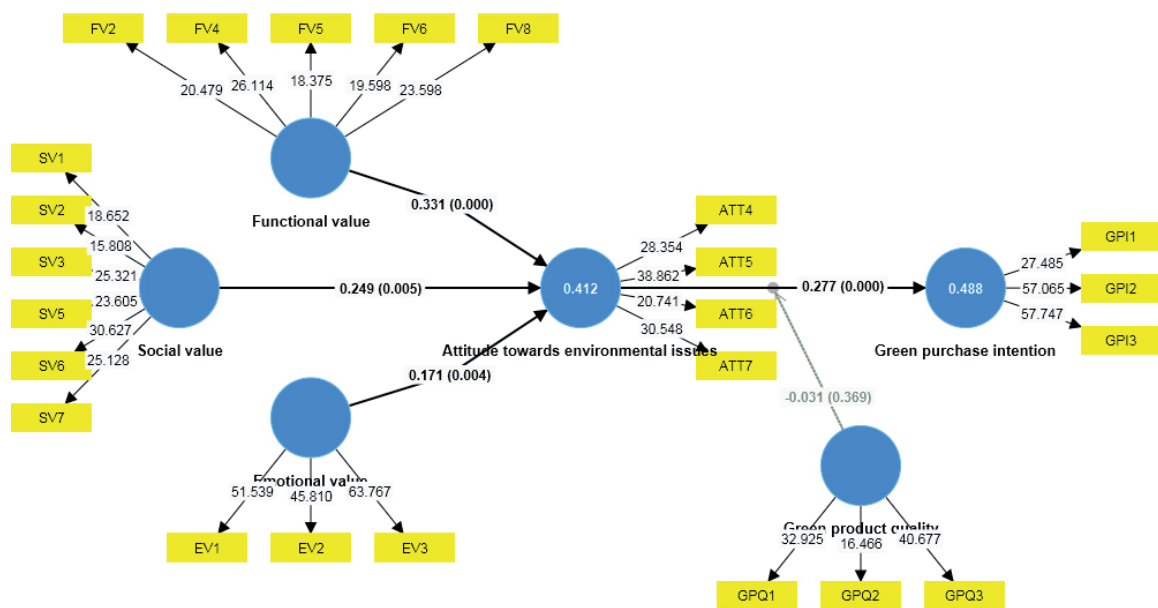 FV2 FV4 FV5 FV6 FV8
20.479 26.114 18.375 19.598 23.598
Functional value
SV1
SV2
SV3
SV5
SV6
SV7
18.652
15.808
25.321
23.605
30.627
25.128
Social value
0.331 (0.000)
0.249 (0.005)
0.171 (0.004)
0.412
Attitude towards environmental issues
ATT4
ATT5
ATT6
ATT7
28.354
38.862
20.741
30.548
0.277 (0.000)
0.488
Green purchase intention
GPI1
GPI2
GPI3
27.485
57.065
57.747
-0.031 (0.369)
Emotional value
51.539 45.810 63.767
EV1 EV2 EV3
Green product quality
32.925 16.466 40.677
GPQ1 GPQ2 GPQ3